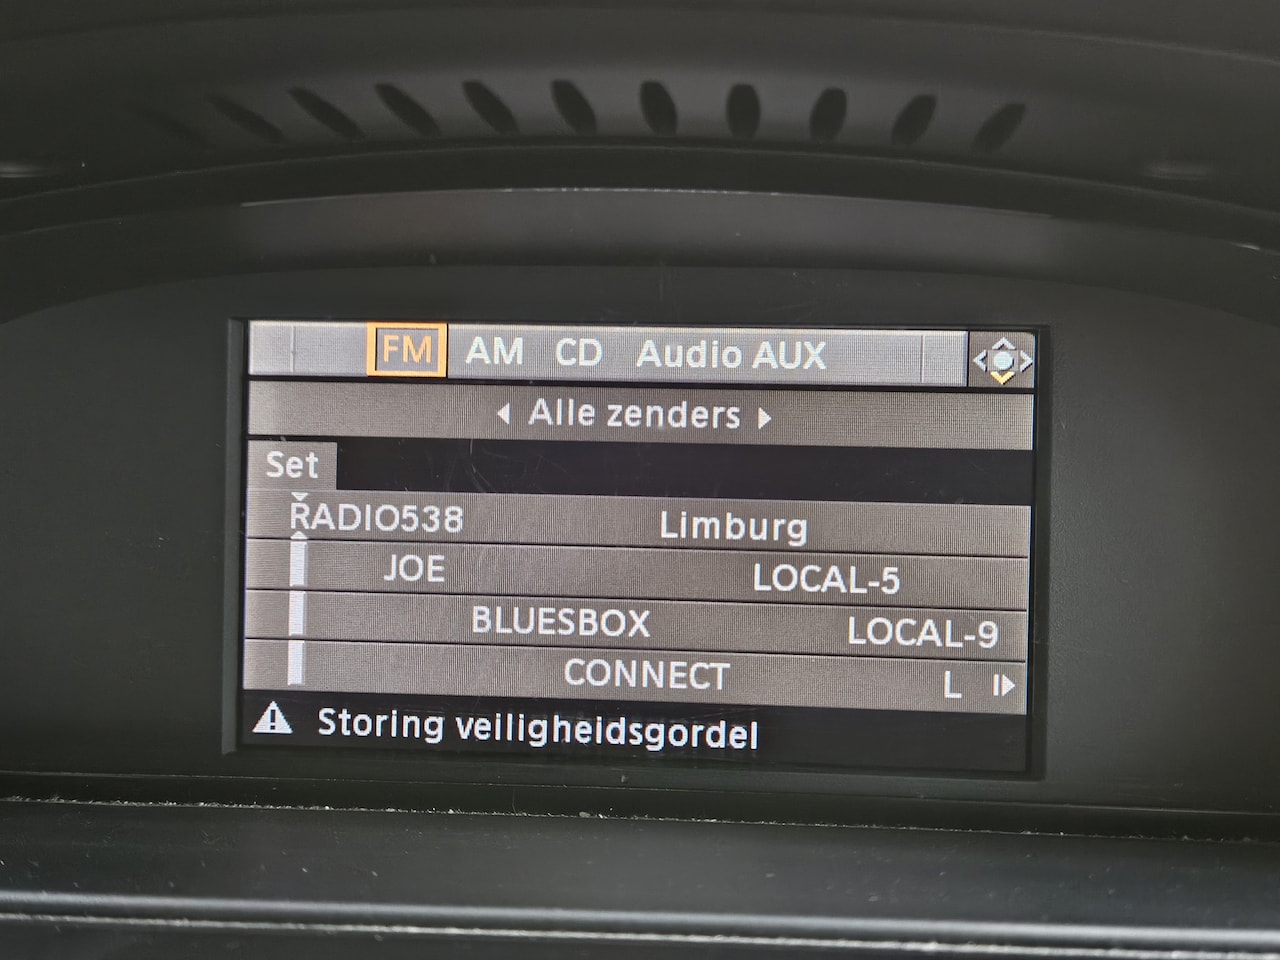 FM AM CD Audio AUX
Alle zenders
Set
RADIO538 Limburg
JOE LOCAL-5
BLUESBOX LOCAL-9
CONNECT L
Storing veiligheidsgordel